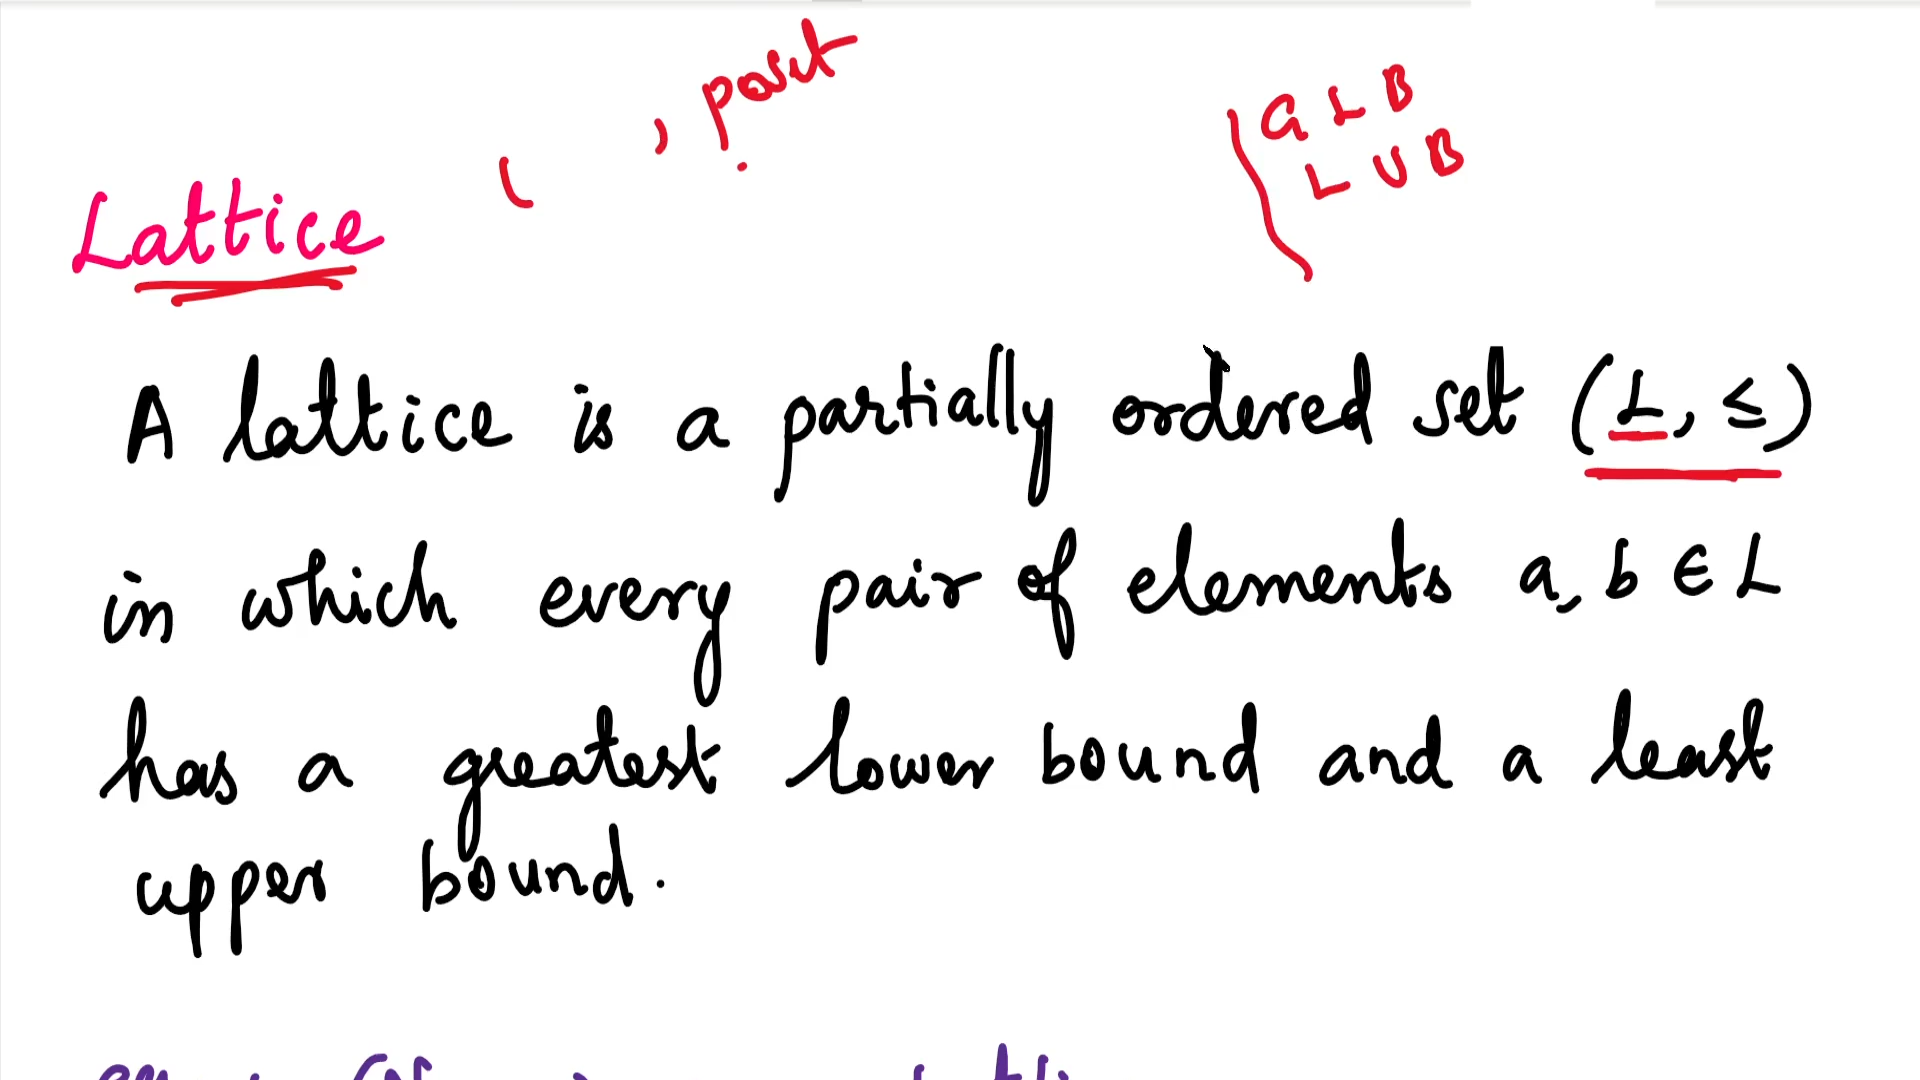 , poset
(
GLB
LUB
Lattice
A lattice is a partially ordered set (L, ≤)
in which every pair of elements a, b ∈ L
has a greatest lower bound and a least
upper bound.